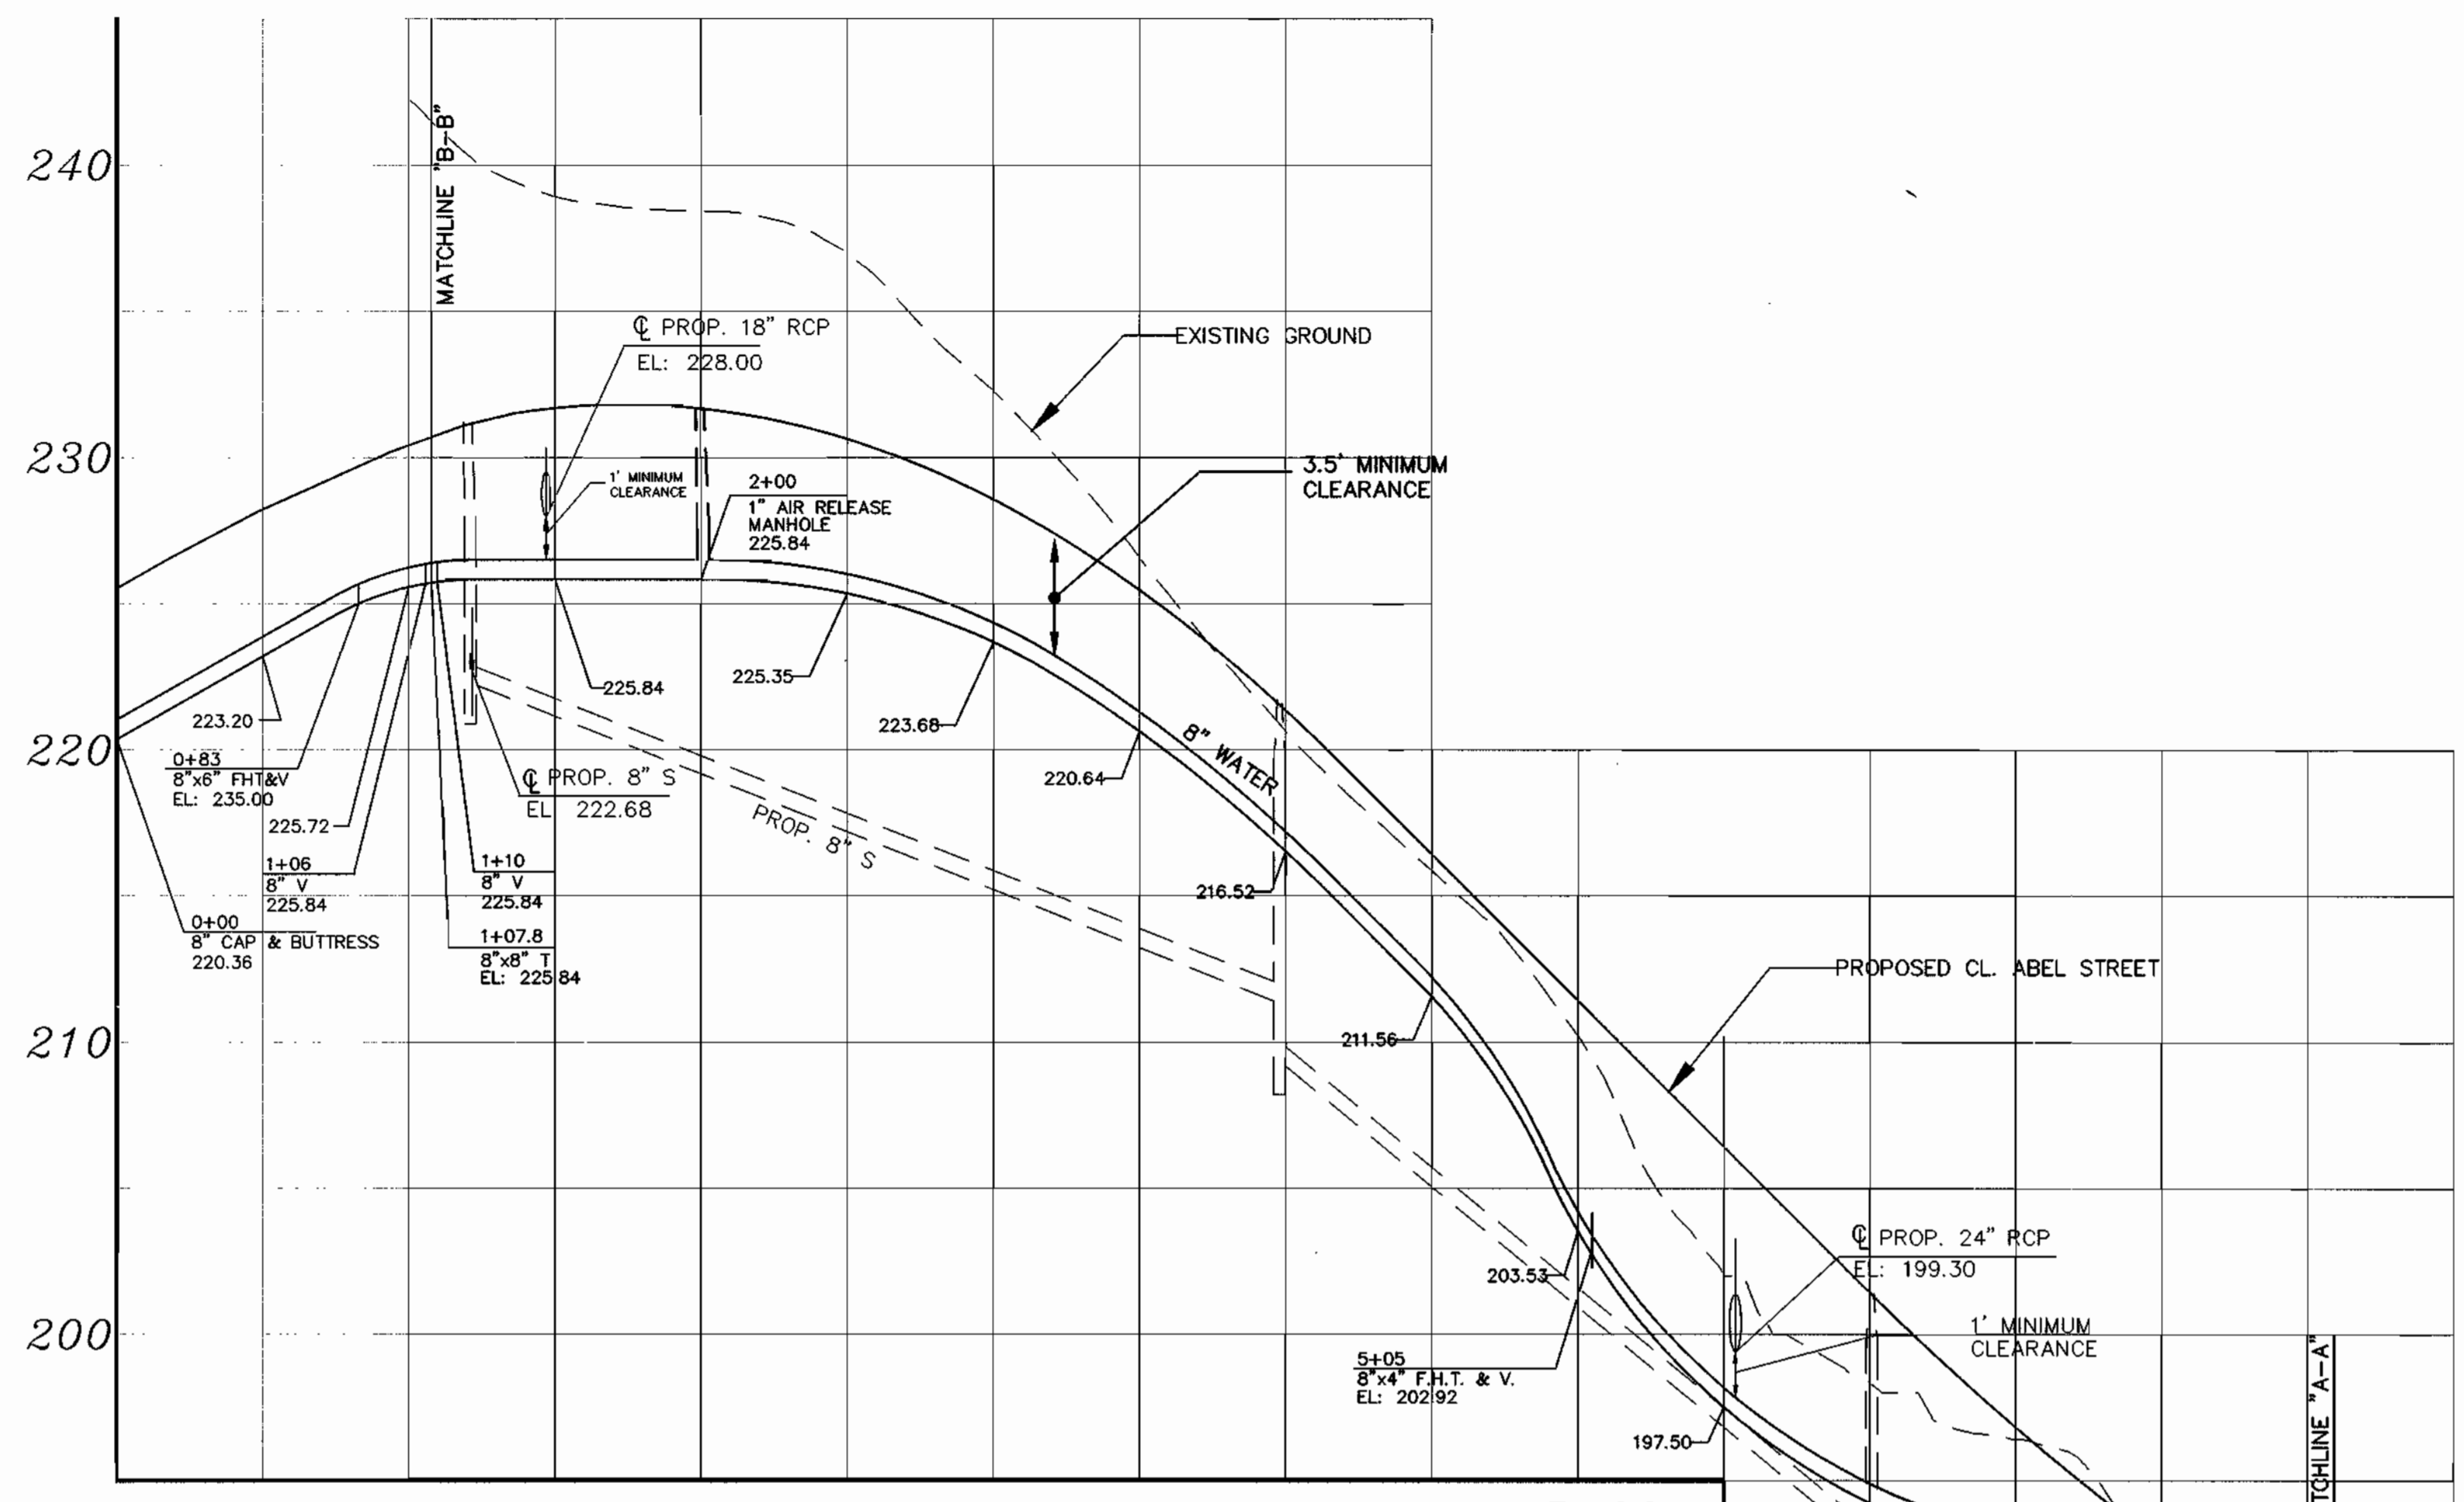 240
230
220
210
200
MATCHLINE "B-B"
℄ PROP. 18" RCP
EL: 228.00
EXISTING GROUND
1' MINIMUM
CLEARANCE
2+00
1" AIR RELEASE
MANHOLE
225.84
3.5' MINIMUM
CLEARANCE
223.20
0+83
8"x6" FHT&V
EL: 235.00
225.72
1+06
8" V
225.84
0+00
8" CAP & BUTTRESS
220.36
225.84
℄ PROP. 8" S
EL 222.68
PROP. 8" S
1+10
8" V
225.84
1+07.8
8"x8" T
EL: 225.84
225.35
223.68
220.64
8" WATER
216.52
211.56
PROPOSED CL. ABEL STREET
203.53
5+05
8"x4" F.H.T. & V.
EL: 202.92
℄ PROP. 24" RCP
EL: 199.30
1' MINIMUM
CLEARANCE
197.50
TCHLINE "A-A"